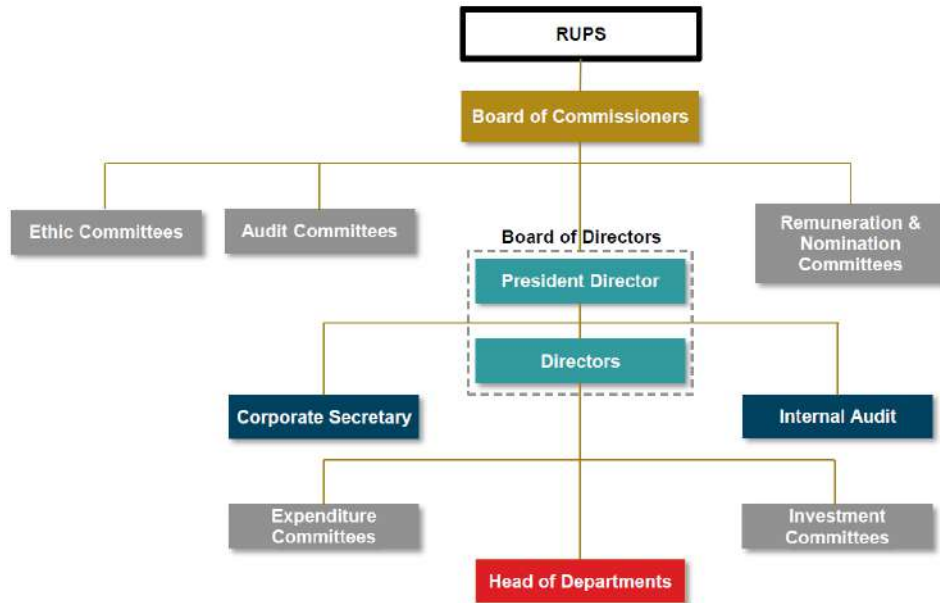 RUPS
Board of Commissioners
Ethic Committees
Audit Committees
Remuneration &
Nomination
Committees
Board of Directors
President Director
Directors
Corporate Secretary
Internal Audit
Expenditure
Committees
Investment
Committees
Head of Departments